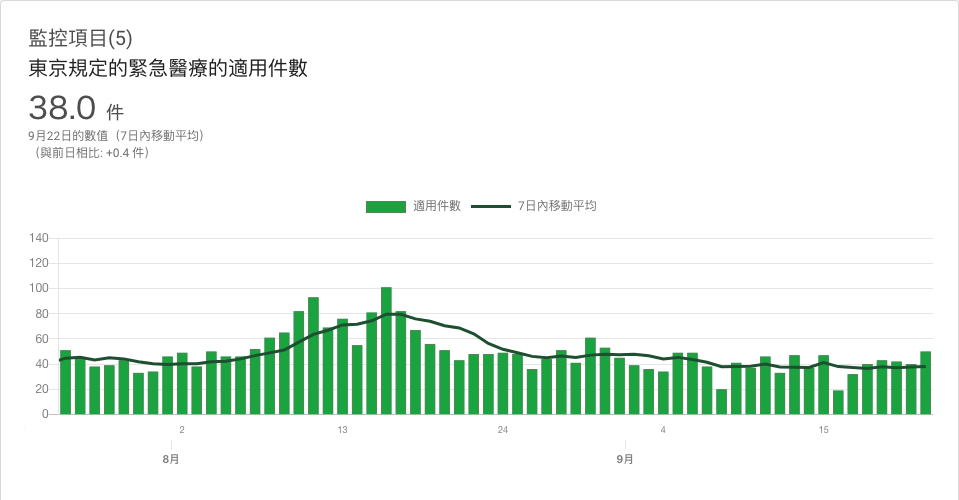 監控項目(5)
東京規定的緊急醫療的適用件數
38.0 件
9月22日的數值（7日內移動平均）
（與前日相比: +0.4 件）
適用件數 7日內移動平均
140
120
100
80
60
40
20
0
2 13 24 4 15
8月 9月